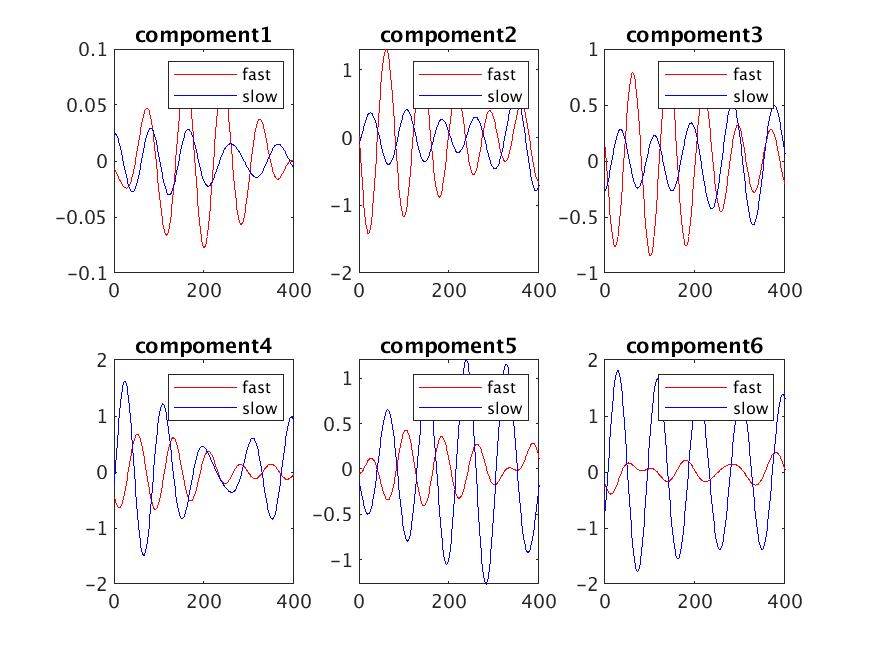 compoment1
0.1
0.05
0
-0.05
-0.1
0 200 400
fast
slow
compoment2
1
0
-1
-2
0 200 400
fast
slow
compoment3
1
0.5
0
-0.5
-1
0 200 400
fast
slow
compoment4
2
1
0
-1
-2
0 200 400
fast
slow
compoment5
1
0.5
0
-0.5
-1
0 200 400
fast
slow
compoment6
2
1
0
-1
-2
0 200 400
fast
slow